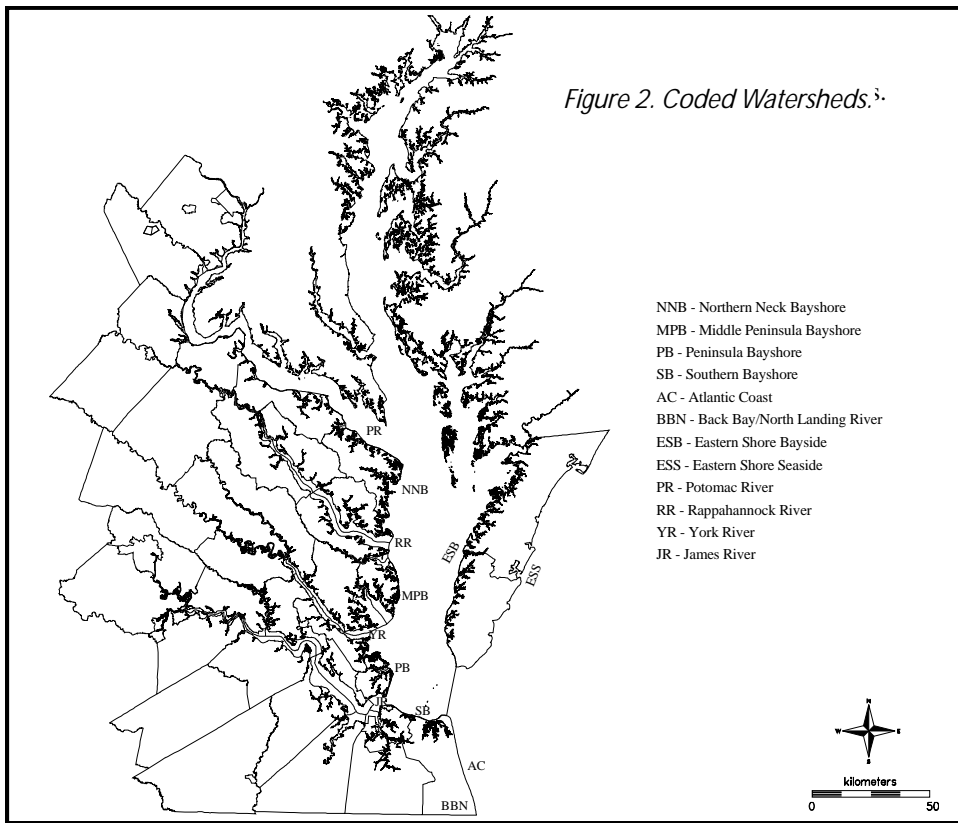 Figure 2. Coded Watersheds.
NNB - Northern Neck Bayshore
MPB - Middle Peninsula Bayshore
PB - Peninsula Bayshore
SB - Southern Bayshore
AC - Atlantic Coast
BBN - Back Bay/North Landing River
ESB - Eastern Shore Bayside
ESS - Eastern Shore Seaside
PR - Potomac River
RR - Rappahannock River
YR - York River
JR - James River
PR
NNB
RR
ESB
ESS
MPB
YR
PB
JR
SB
AC
BBN
N
W
E
S
kilometers
0 50